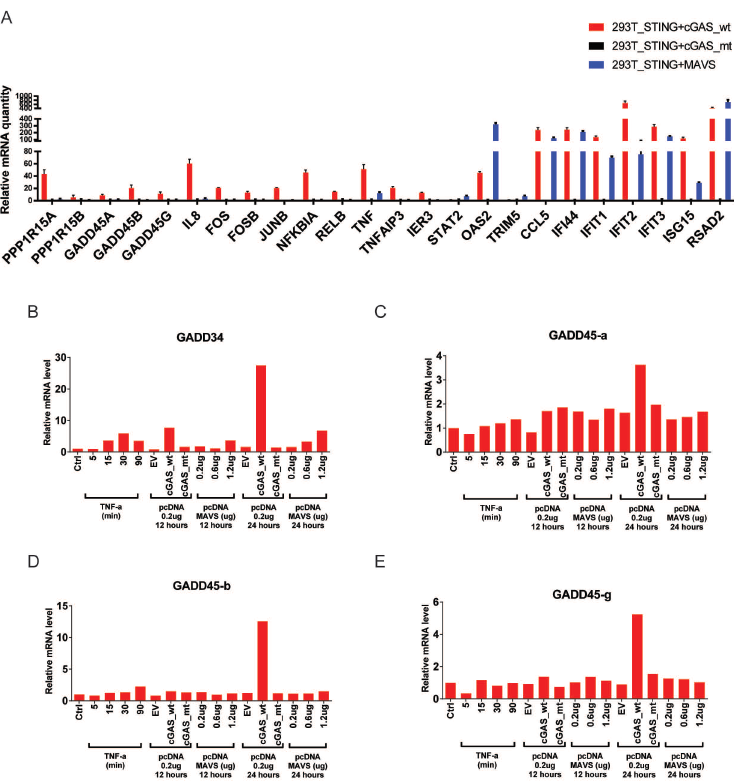 A
293T_STING+cGAS_wt
293T_STING+cGAS_mt
293T_STING+MAVS
Relative mRNA quantity
1000
400
100
80
60
40
20
0
PPP1R15A
PPP1R15B
GADD45A
GADD45B
GADD45G
IL8
FOS
FOSB
JUNB
NFKBIA
RELB
TNF
TNFAIP3
IER3
STAT2
OAS2
TRIM5
CCL5
IFI44
IFIT1
IFIT2
IFIT3
ISG15
RSAD2
B
GADD34
Relative mRNA level
30
20
10
0
Ctrl 5 15 30 90 EV cGAS_wt cGAS_mt 0.2ug 0.6ug 1.2ug EV cGAS_wt cGAS_mt 0.2ug 0.6ug 1.2ug
TNF-a pcDNA pcDNA pcDNA pcDNA
(min) 0.2ug MAVS (ug) 0.2ug MAVS (ug)
12 hours 12 hours 24 hours 24 hours
C
GADD45-a
Relative mRNA level
4
3
2
1
0
Ctrl 5 15 30 90 EV cGAS_wt cGAS_mt 0.2ug 0.6ug 1.2ug EV cGAS_wt cGAS_mt 0.2ug 0.6ug 1.2ug
TNF-a pcDNA pcDNA pcDNA pcDNA
(min) 0.2ug MAVS (ug) 0.2ug MAVS (ug)
12 hours 12 hours 24 hours 24 hours
D
GADD45-b
Relative mRNA level
15
10
5
0
Ctrl 5 15 30 90 EV cGAS_wt cGAS_mt 0.2ug 0.6ug 1.2ug EV cGAS_wt cGAS_mt 0.2ug 0.6ug 1.2ug
TNF-a pcDNA pcDNA pcDNA pcDNA
(min) 0.2ug MAVS (ug) 0.2ug MAVS (ug)
12 hours 12 hours 24 hours 24 hours
E
GADD45-g
Relative mRNA level
6
4
2
0
Ctrl 5 15 30 90 EV cGAS_wt cGAS_mt 0.2ug 0.6ug 1.2ug EV cGAS_wt cGAS_mt 0.2ug 0.6ug 1.2ug
TNF-a pcDNA pcDNA pcDNA pcDNA
(min) 0.2ug MAVS (ug) 0.2ug MAVS (ug)
12 hours 12 hours 24 hours 24 hours